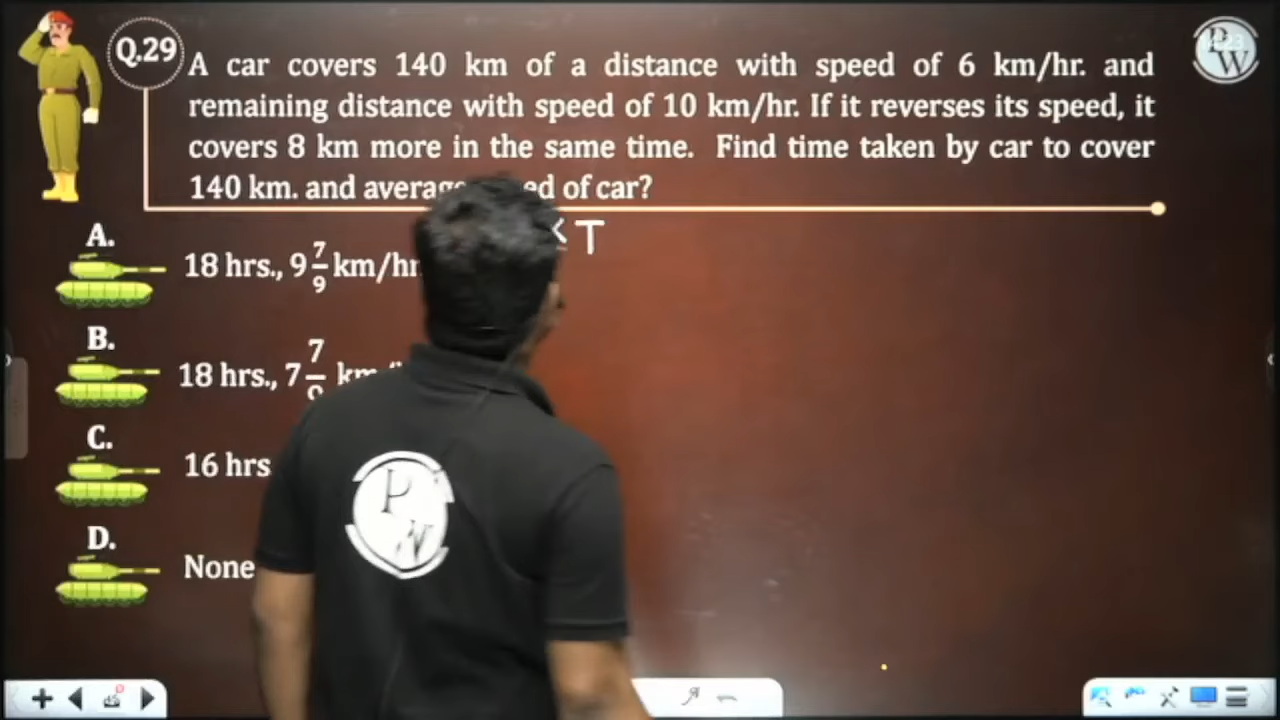 Q.29 A car covers 140 km of a distance with speed of 6 km/hr. and
remaining distance with speed of 10 km/hr. If it reverses its speed, it
covers 8 km more in the same time. Find time taken by car to cover
140 km. and ed of car?
× T
A.
18 hrs., 9 7/9 km/hr
B.
18 hrs., 7 7/9
C.
16 hrs
D.
None
P
W
P
W